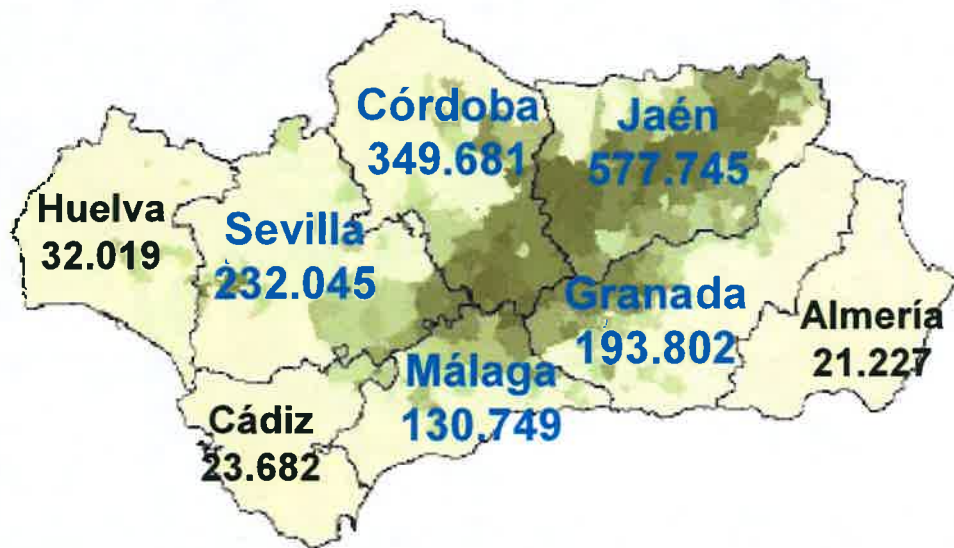 Córdoba
349.681
Jaén
577.745
Huelva
32.019
Sevilla
232.045
Granada
193.802
Almería
21.227
Málaga
130.749
Cádiz
23.682